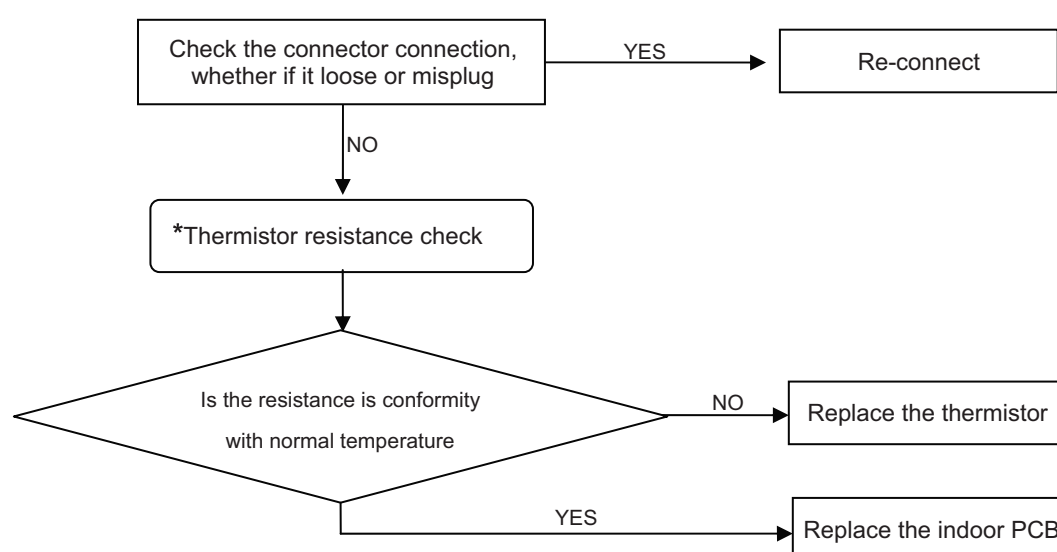 Check the connector connection,
whether if it loose or misplug
YES
Re-connect
NO
*Thermistor resistance check
Is the resistance is conformity
with normal temperature
NO
Replace the thermistor
YES
Replace the indoor PCB